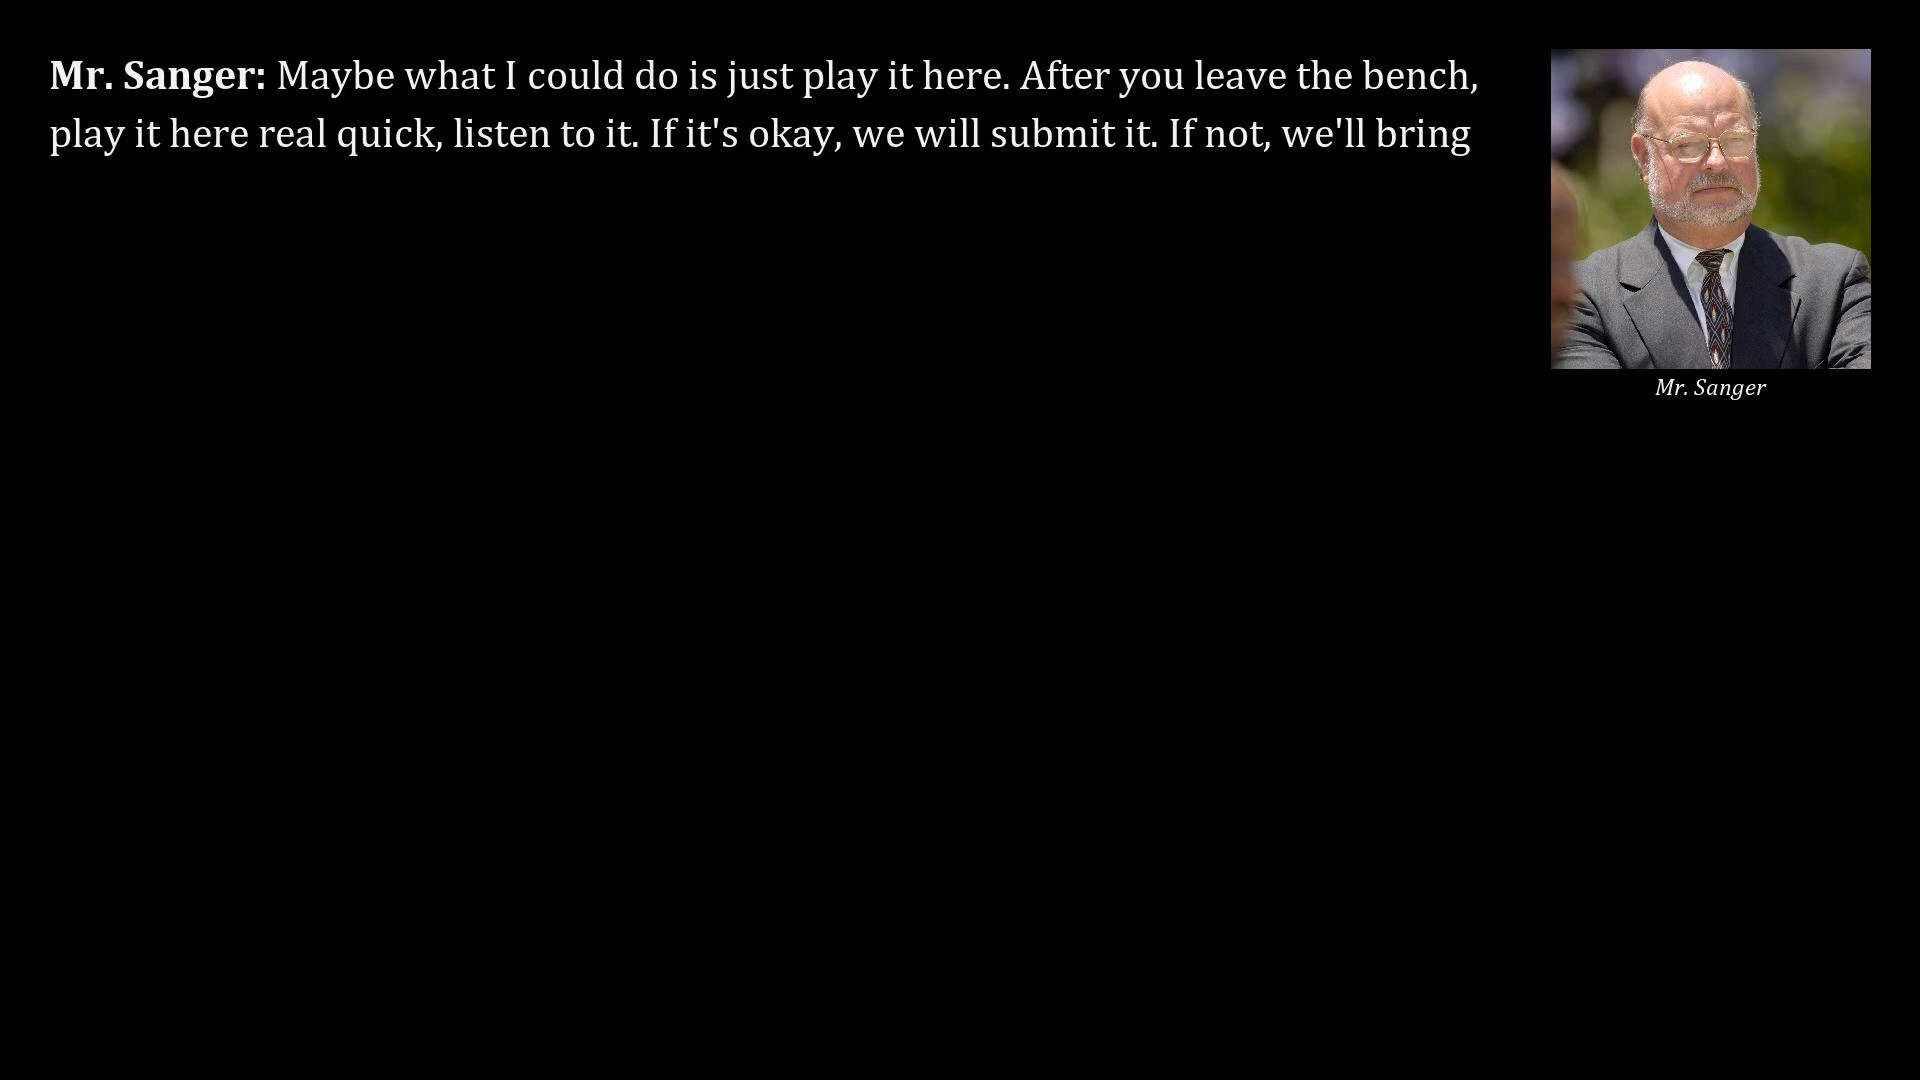 Mr. Sanger: Maybe what I could do is just play it here. After you leave the bench,
play it here real quick, listen to it. If it's okay, we will submit it. If not, we'll bring
Mr. Sanger